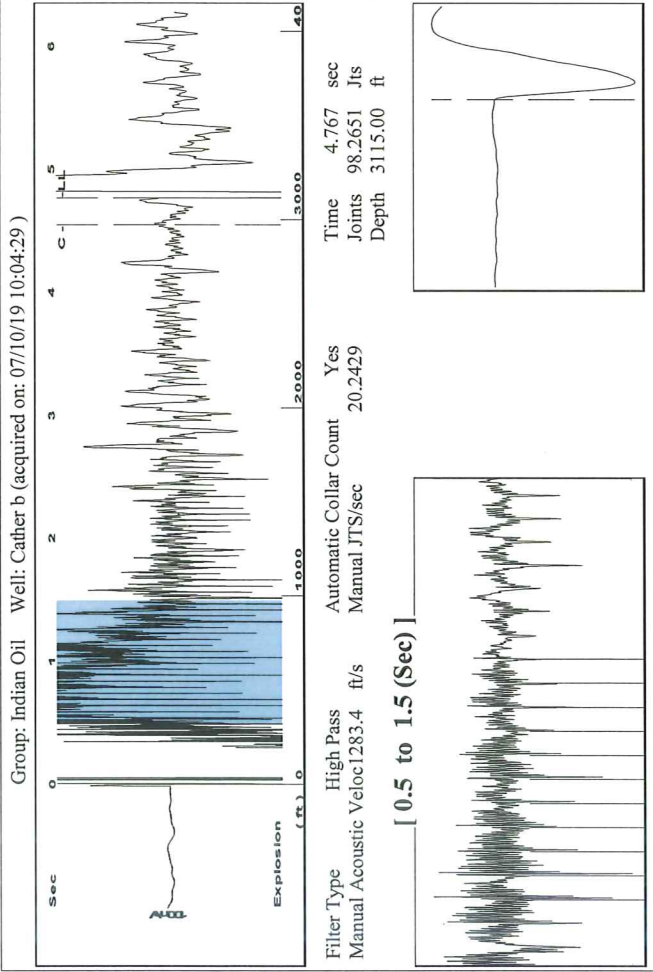 Group: Indian Oil Well: Cather b (acquired on: 07/10/19 10:04:29 )
Sec 0 1 2 3 4 5 6
C LL
Explosion
( ft ) 0 1000 2000 3000 40
Filter Type High Pass Automatic Collar Count Yes Time 4.767 sec
Manual Acoustic Veloc1283.4 ft/s Manual JTS/sec 20.2429 Joints 98.2651 Jts
Depth 3115.00 ft
[ 0.5 to 1.5 (Sec) ]